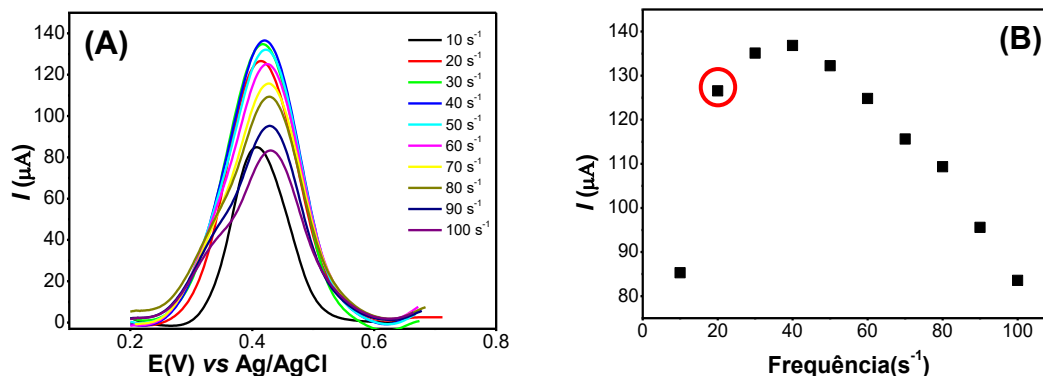 (A)
140
120
100
80
60
40
20
0
I (µA)
0.2 0.4 0.6 0.8
E(V) vs Ag/AgCl
10 s⁻¹
20 s⁻¹
30 s⁻¹
40 s⁻¹
50 s⁻¹
60 s⁻¹
70 s⁻¹
80 s⁻¹
90 s⁻¹
100 s⁻¹
(B)
140
130
120
110
100
90
80
I (µA)
0 20 40 60 80 100
Frequência(s⁻¹)